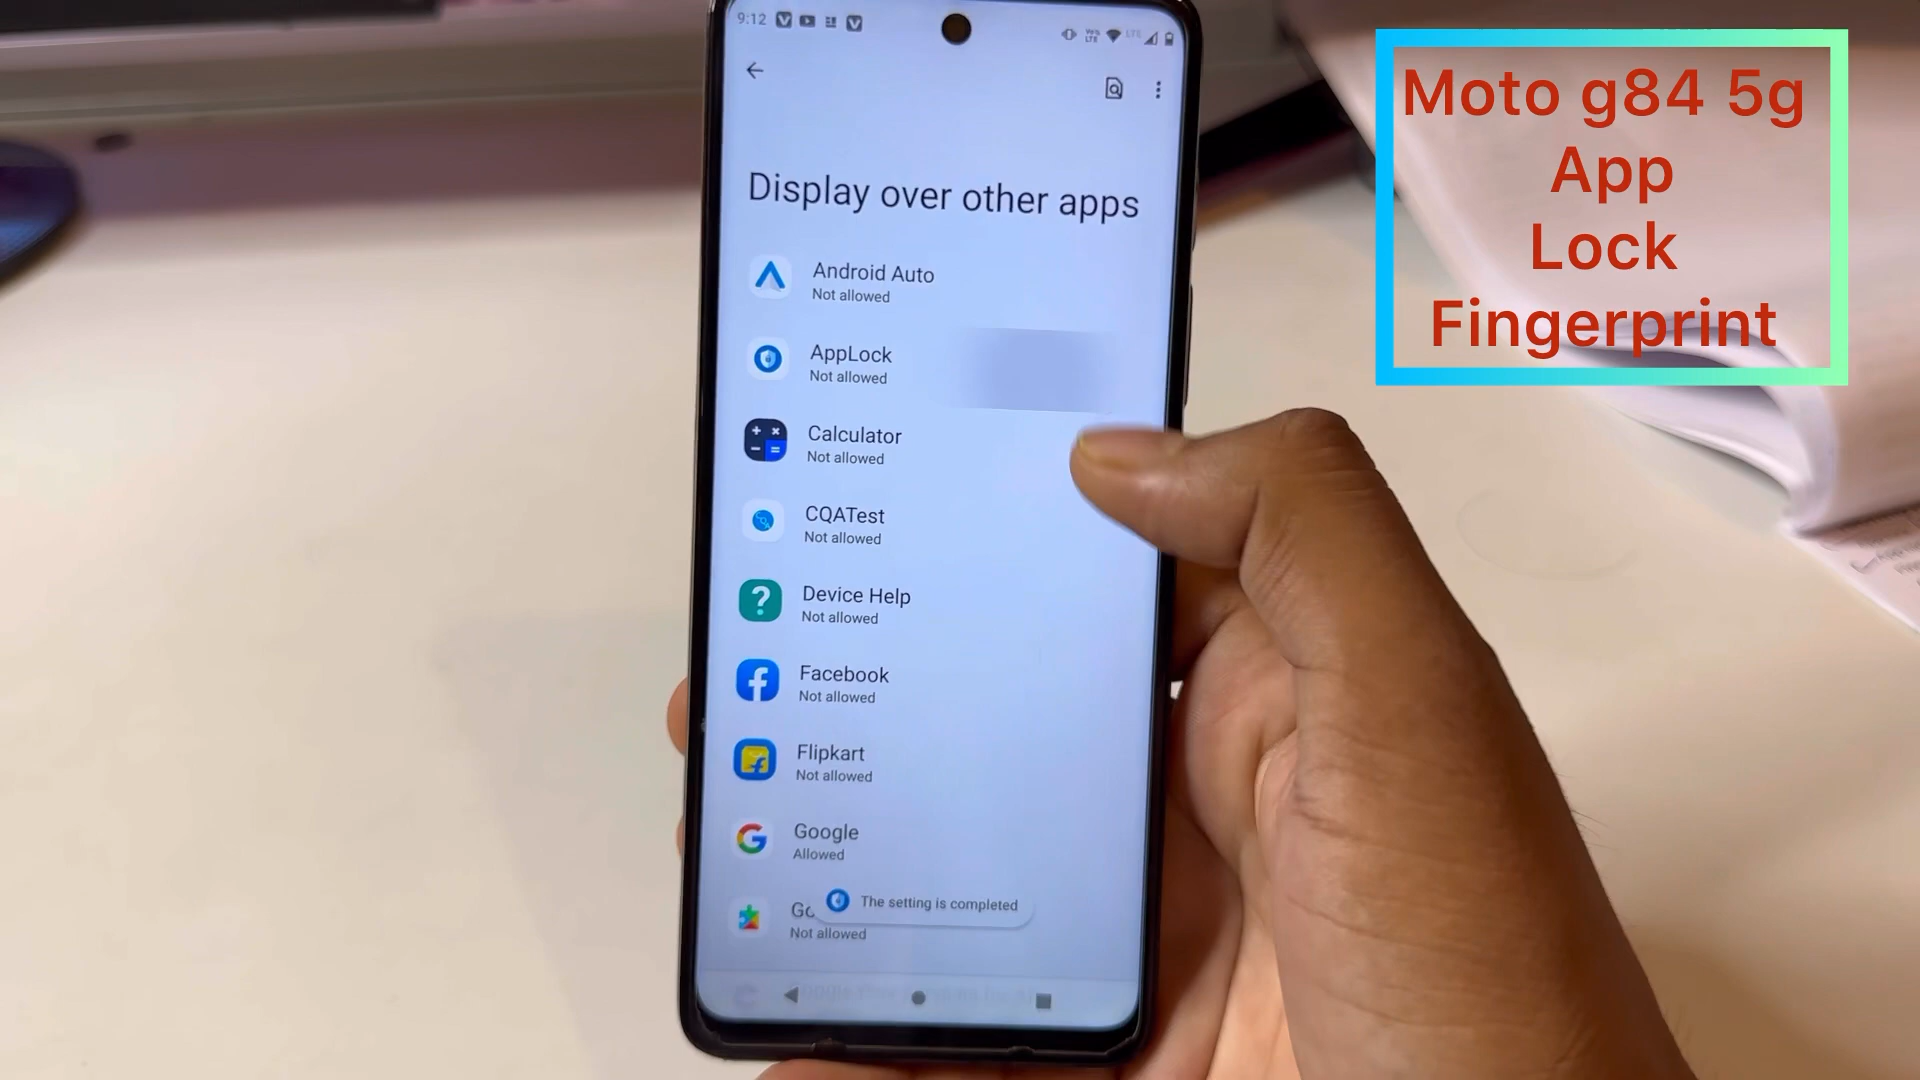 9:12
Moto g84 5g
App
Lock
Fingerprint
Display over other apps
Android Auto
Not allowed
AppLock
Not allowed
Calculator
Not allowed
CQATest
Not allowed
Device Help
Not allowed
Facebook
Not allowed
Flipkart
Not allowed
Google
Allowed
The setting is completed
Not allowed